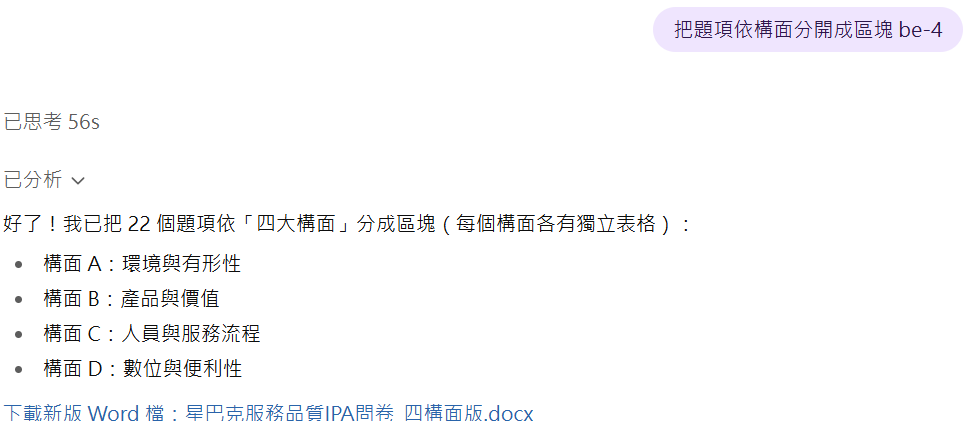 把題項依構面分開成區塊 be-4
已思考 56s
已分析
好了！我已把 22 個題項依「四大構面」分成區塊（每個構面各有獨立表格）：
構面 A：環境與有形性
構面 B：產品與價值
構面 C：人員與服務流程
構面 D：數位與便利性
下載新版 Word 檔：星巴克服務品質IPA問卷_四構面版.docx